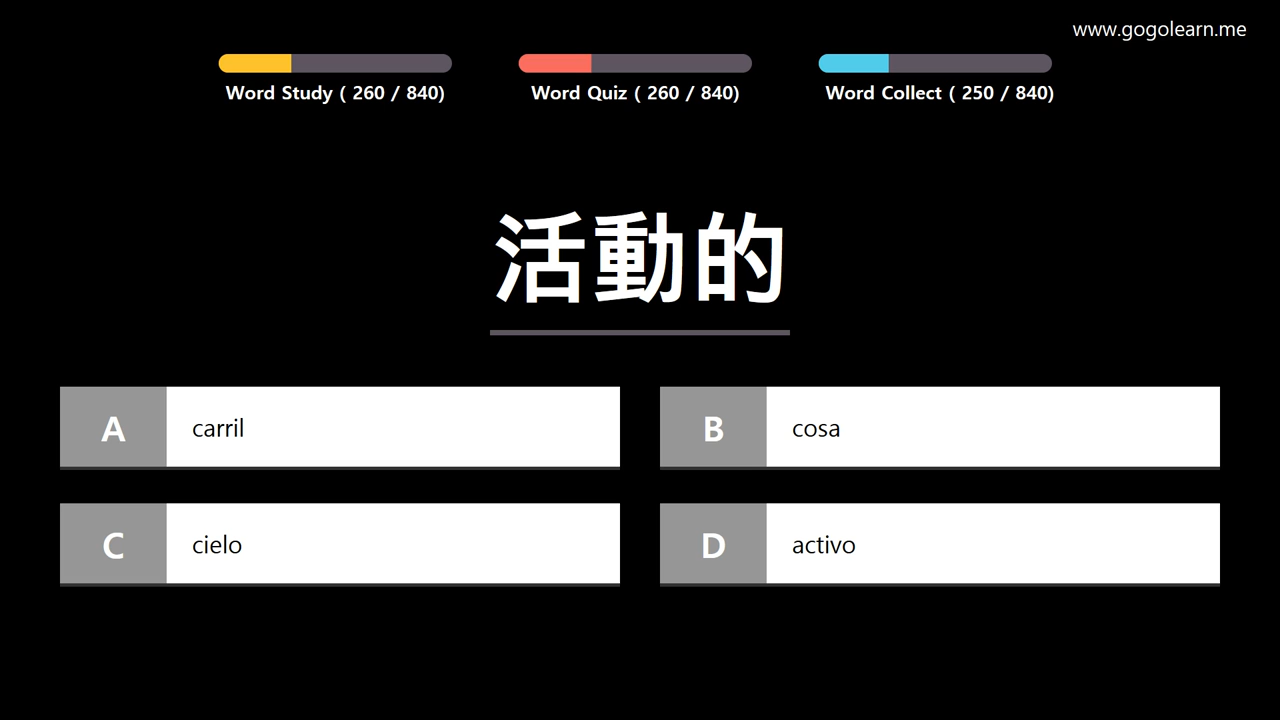 www.gogolearn.me
Word Study ( 260 / 840)
Word Quiz ( 260 / 840)
Word Collect ( 250 / 840)
活動的
A carril
B cosa
C cielo
D activo